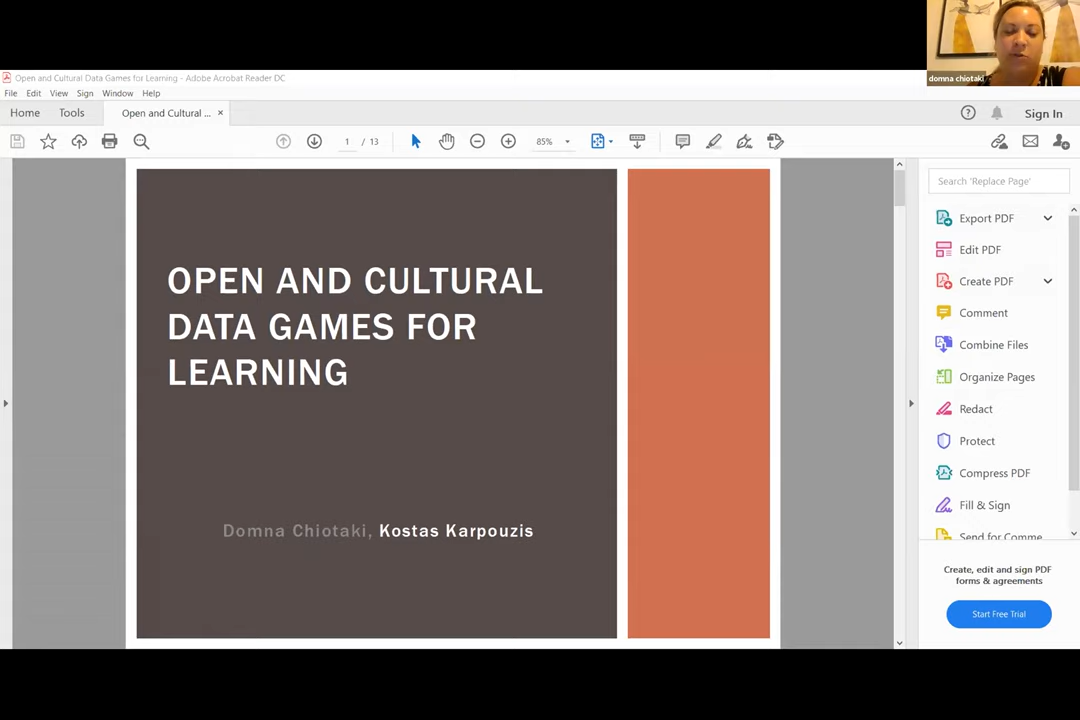 domna chiotaki
Open and Cultural Data Games for Learning - Adobe Acrobat Reader DC
File Edit View Sign Window Help
Home Tools Open and Cultural ... × Sign In
1 / 13 85%
Search 'Replace Page'
OPEN AND CULTURAL
DATA GAMES FOR
LEARNING
Domna Chiotaki, Kostas Karpouzis
Export PDF
Edit PDF
Create PDF
Comment
Combine Files
Organize Pages
Redact
Protect
Compress PDF
Fill & Sign
Send for Comme
Create, edit and sign PDF
forms & agreements
Start Free Trial